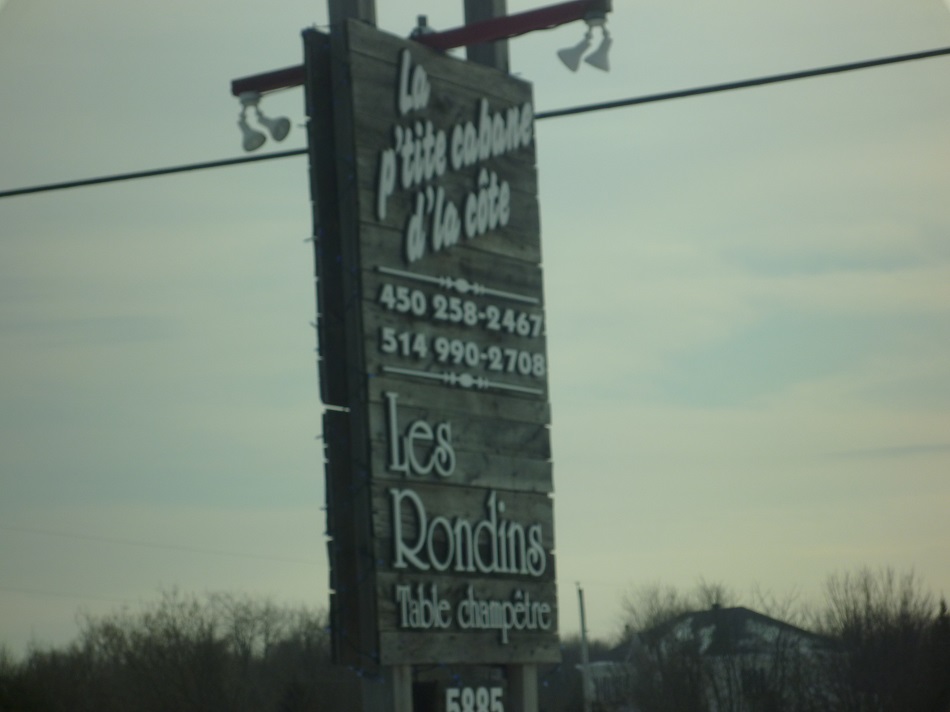 La
p'tite cabane
d'la côte
450 258-2467
514 990-2708
Les
Rondins
Table champêtre
5885